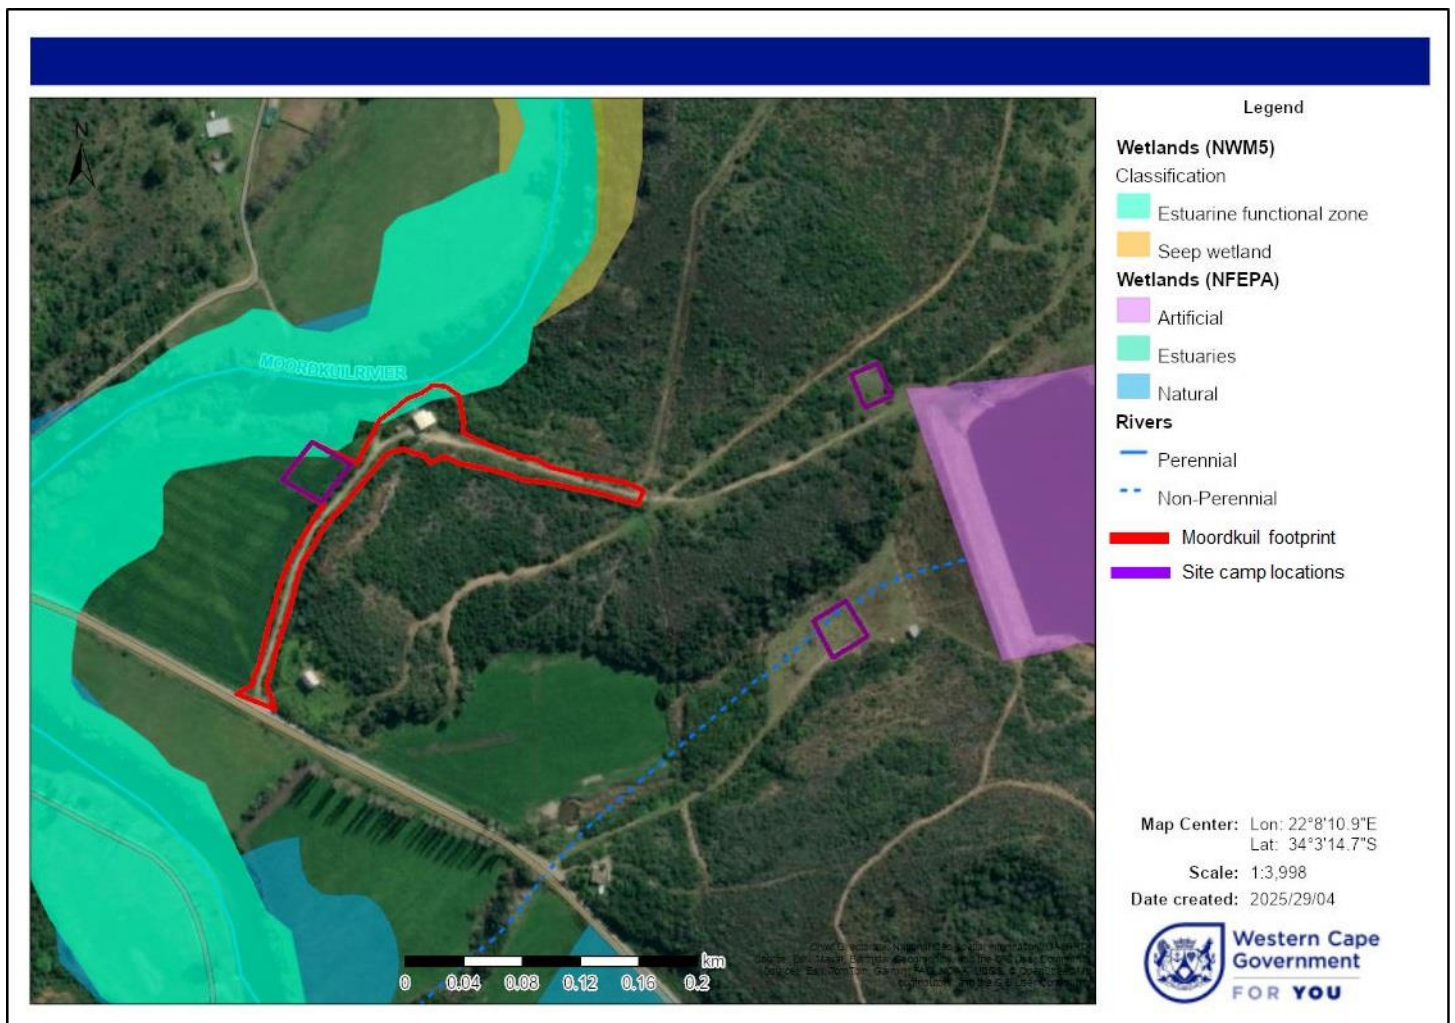 N
MOORDKUILRIVIER
km
0 0.04 0.08 0.12 0.16 0.2
Legend
Wetlands (NWM5)
Classification
Estuarine functional zone
Seep wetland
Wetlands (NFEPA)
Artificial
Estuaries
Natural
Rivers
Perennial
Non-Perennial
Moordkuil footprint
Site camp locations
Map Center: Lon: 22°8'10.9"E
Lat: 34°3'14.7"S
Scale: 1:3,998
Date created: 2025/29/04
Western Cape
Government
FOR YOU